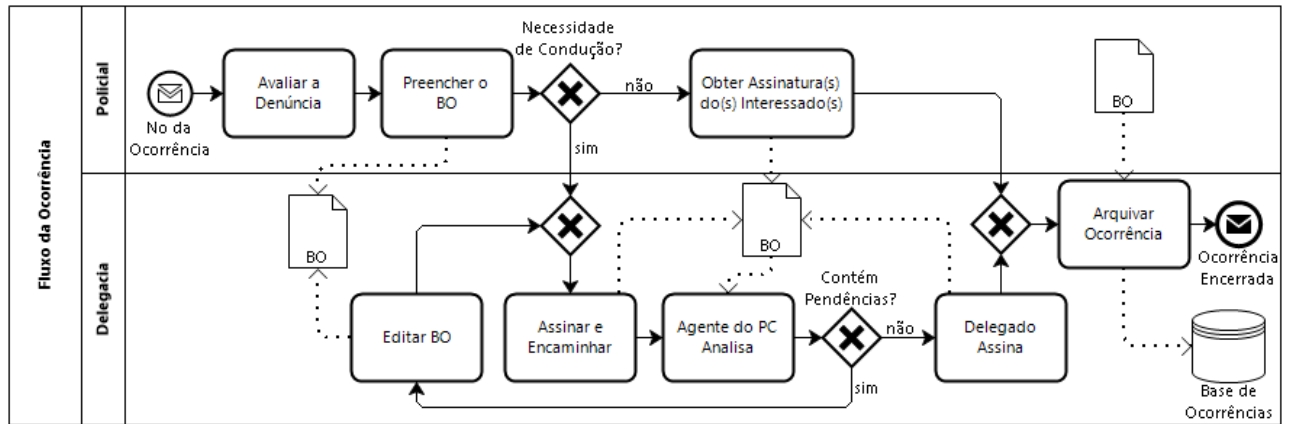 Fluxo da Ocorrência
Policial
No da
Ocorrência
Avaliar a
Denúncia
Preencher o
BO
Necessidade
de Condução?
não
sim
Obter Assinatura(s)
do(s) Interessado(s)
BO
Delegacia
BO
Editar BO
Assinar e
Encaminhar
BO
Agente do PC
Analisa
Contém
Pendências?
não
sim
Delegado
Assina
Arquivar
Ocorrência
Ocorrência
Encerrada
Base de
Ocorrências